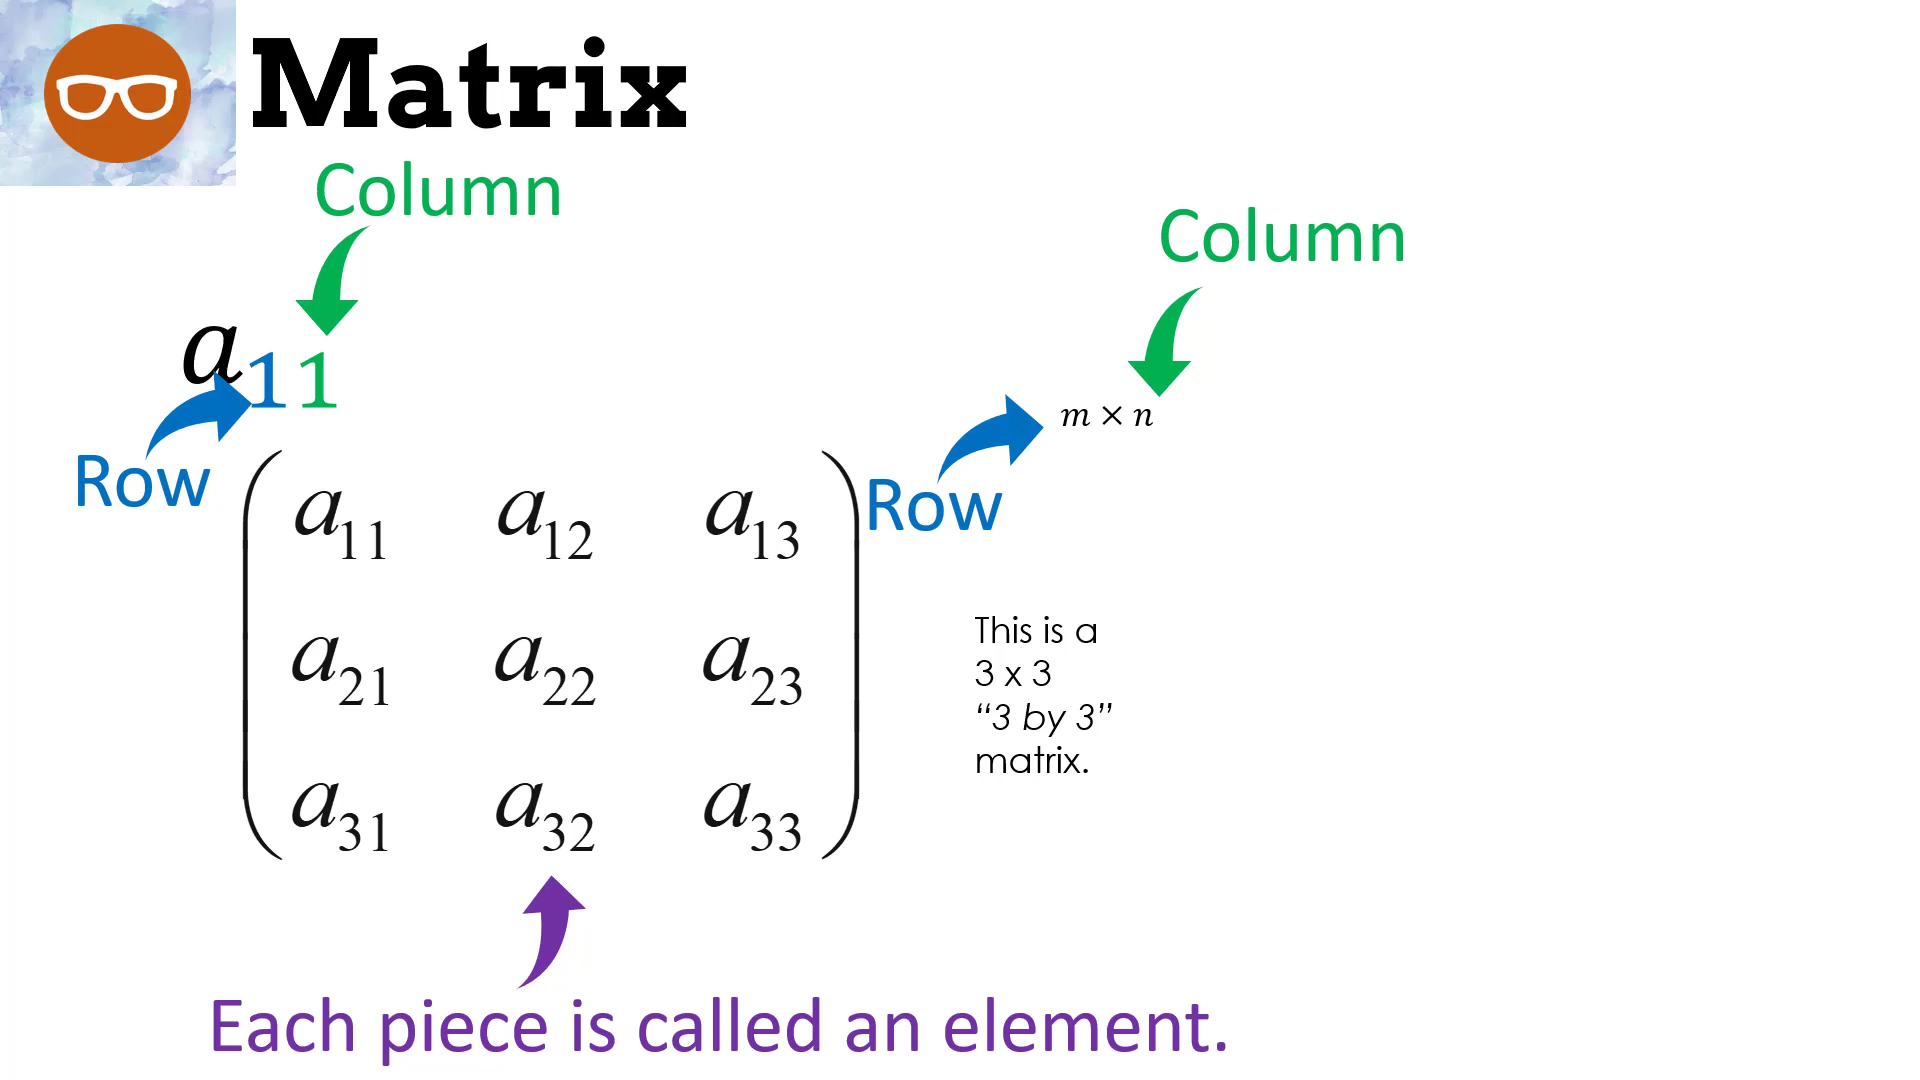 Matrix
Column
Column
a₁₁
m × n
Row
Row
a₁₁ a₁₂ a₁₃
a₂₁ a₂₂ a₂₃
a₃₁ a₃₂ a₃₃
This is a
3 x 3
“3 by 3”
matrix.
Each piece is called an element.